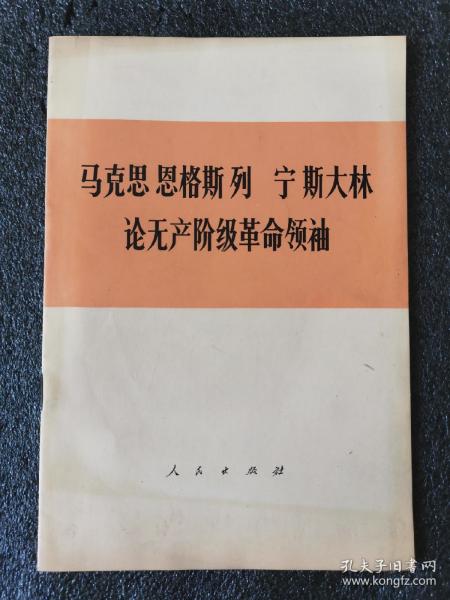 马克思 恩格斯 列 宁 斯大林
论无产阶级革命领袖
人民出版社
孔夫子旧书网
www.kongfz.com